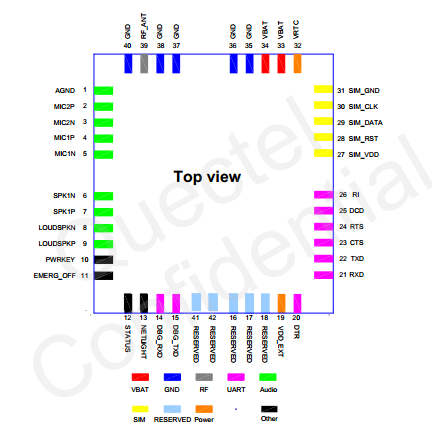 GND RF_ANT GND GND GND GND VBAT VBAT VRTC
40 39 38 37 36 35 34 33 32
AGND 1
MIC2P 2
MIC2N 3
MIC1P 4
MIC1N 5
SPK1N 6
SPK1P 7
LOUDSPKN 8
LOUDSPKP 9
PWRKEY 10
EMERG_OFF 11
Top view
31 SIM_GND
30 SIM_CLK
29 SIM_DATA
28 SIM_RST
27 SIM_VDD
26 RI
25 DCD
24 RTS
23 CTS
22 TXD
21 RXD
12 13 14 15 41 42 16 17 18 19 20
STATUS NETLIGHT DBG_RXD DBG_TXD RESERVED RESERVED RESERVED RESERVED RESERVED VDD_EXT DTR
VBAT GND RF UART Audio
SIM RESERVED Power Other
Quectel
Confidential